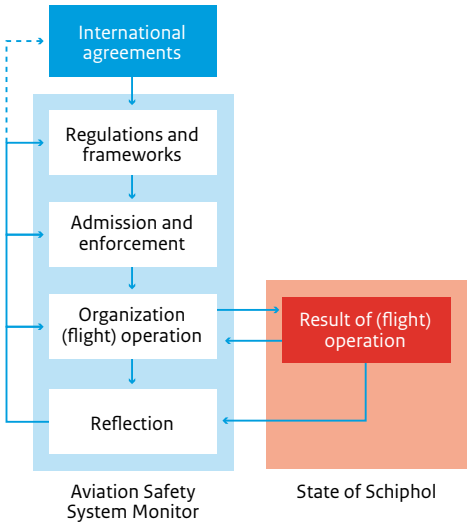 International
agreements
Regulations and
frameworks
Admission and
enforcement
Organization
(flight) operation
Result of (flight)
operation
Reflection
Aviation Safety
System Monitor
State of Schiphol